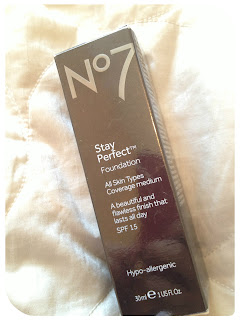 No7
Stay
Perfect™
Foundation
All Skin Types
Coverage medium
A beautiful and
flawless finish that
lasts all day
SPF 15
Hypo-allergenic
30ml e 1 US Fl. Oz.